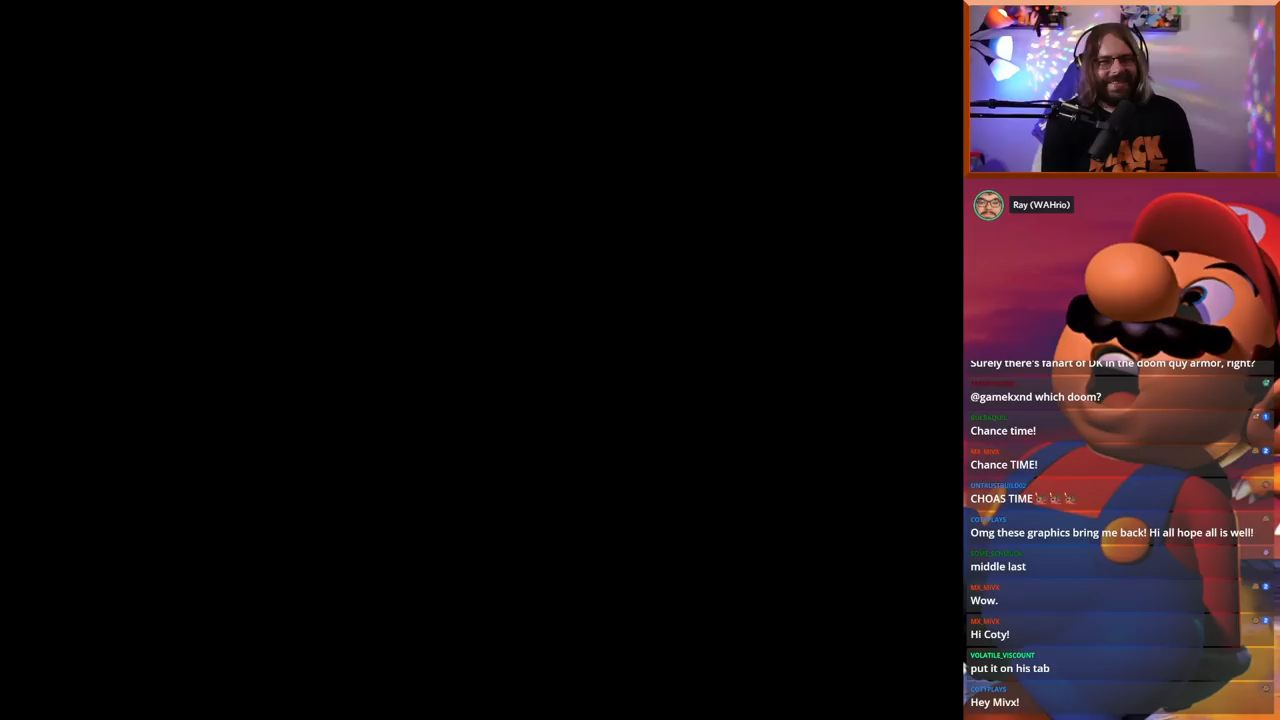 Ray (WAHrio)
Surely there's fanart of DK in the doom guy armor, right?
@gamekxnd which doom?
Chance time!
MX_MIVX
Chance TIME!
CHOAS TIME
COTYPLAYS
Omg these graphics bring me back! Hi all hope all is well!
middle last
MX_MIVX
Wow.
MX_MIVX
Hi Coty!
VOLATILE_VISCOUNT
put it on his tab
COTYPLAYS
Hey Mivx!